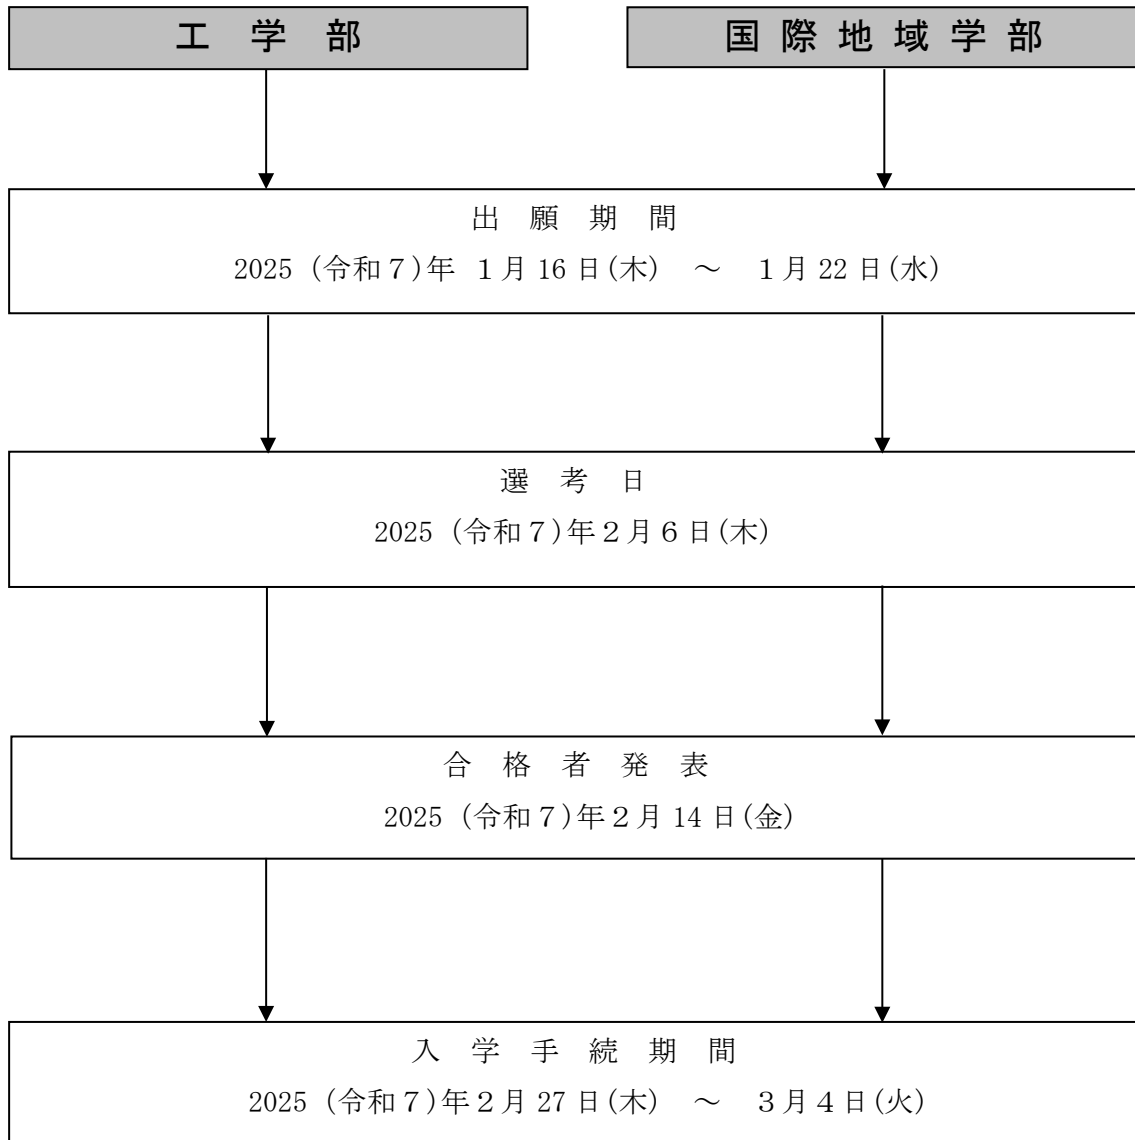 工 学 部
国 際 地 域 学 部
出 願 期 間
2025 (令和７)年 １月 16 日(木) ～ １月 22 日(水)
選 考 日
2025 (令和７)年２月６日(木)
合 格 者 発 表
2025 (令和７)年２月 14 日(金)
入 学 手 続 期 間
2025 (令和７)年２月 27 日(木) ～ ３月４日(火)